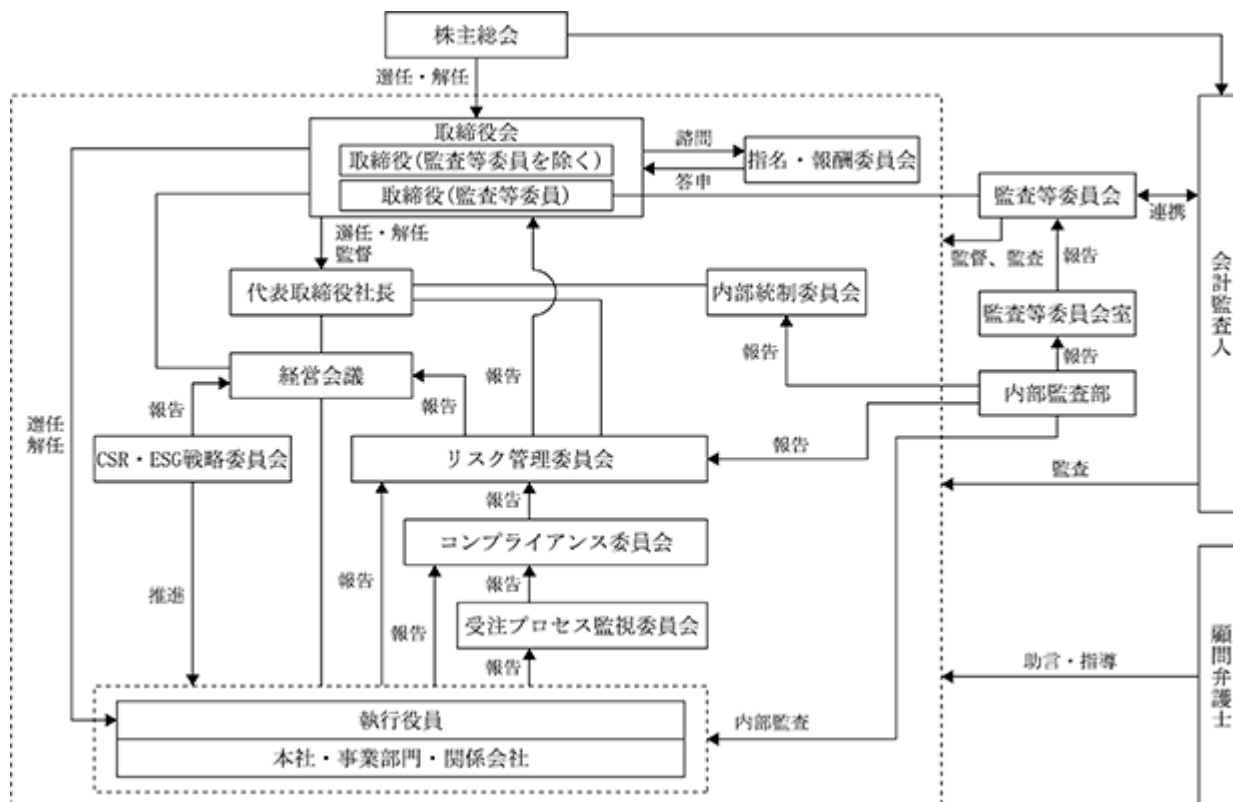 株主総会
選任・解任
取締役会
取締役(監査等委員を除く)
取締役(監査等委員)
諮問
答申
指名・報酬委員会
監査等委員会
連携
会計監査人
選任・解任
監督
監督、監査
報告
代表取締役社長
内部統制委員会
監査等委員会室
報告
報告
経営会議
報告
報告
報告
内部監査部
選任
解任
CSR・ESG戦略委員会
リスク管理委員会
報告
監査
報告
コンプライアンス委員会
推進
報告
報告
受注プロセス監視委員会
報告
報告
助言・指導
顧問弁護士
執行役員
内部監査
本社・事業部門・関係会社